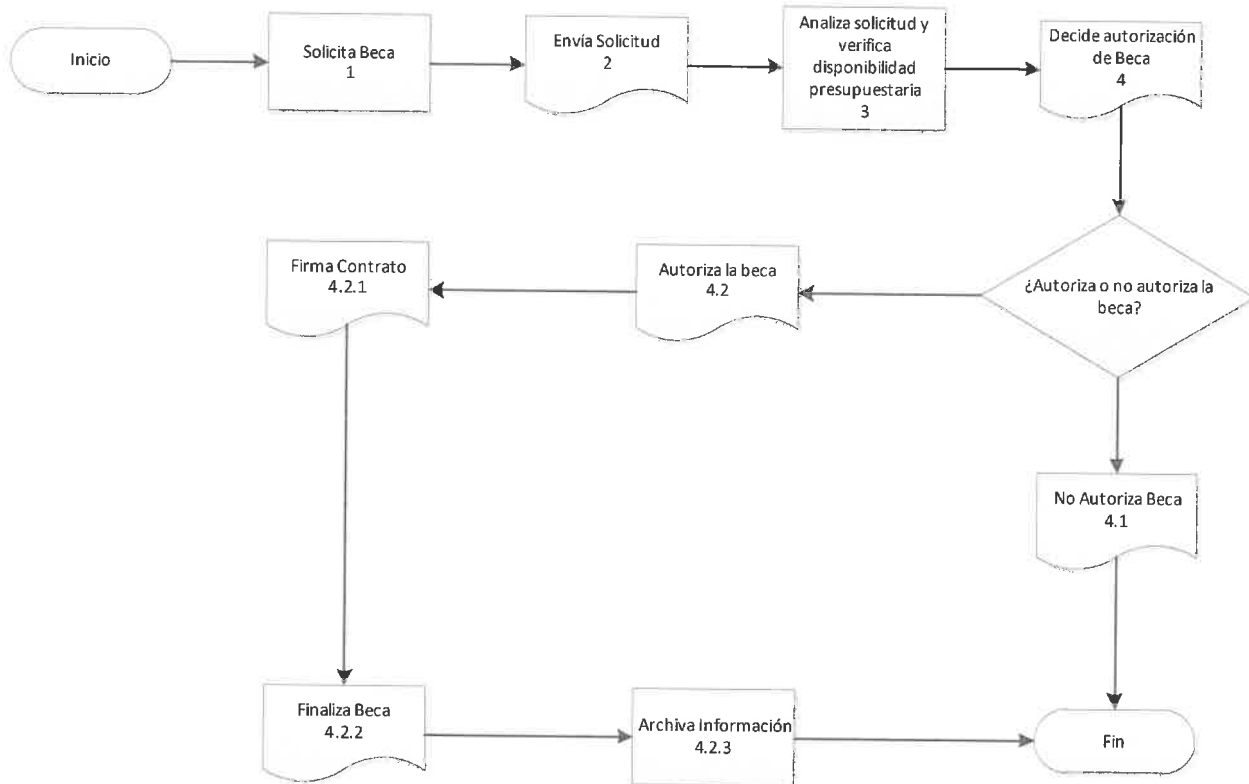 Inicio
Solicita Beca
1
Envía Solicitud
2
Analiza solicitud y
verifica
disponibilidad
presupuestaria
3
Decide autorización
de Beca
4
Firma Contrato
4.2.1
Autoriza la beca
4.2
¿Autoriza o no autoriza la
beca?
No Autoriza Beca
4.1
Finaliza Beca
4.2.2
Archiva Información
4.2.3
Fin